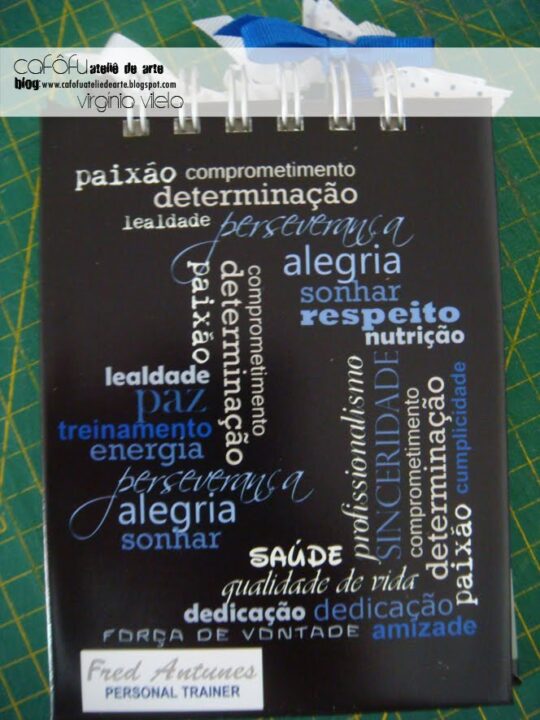 cafôfu ateliê de arte
blog: www.cafofuateliedearte.blogspot.com
virgínia vilela
paixão comprometimento
determinação
lealdade perseverança
alegria
sonhar
respeito
nutrição
paixão
determinação
comprometimento
lealdade
paz
treinamento
energia
perseverança
alegria
sonhar
profissionalismo
SINCERIDADE
comprometimento
determinação
paixão
cumplicidade
SAÚDE
qualidade de vida
dedicação dedicação
FORÇA DE VONTADE amizade
Fred Antunes
PERSONAL TRAINER